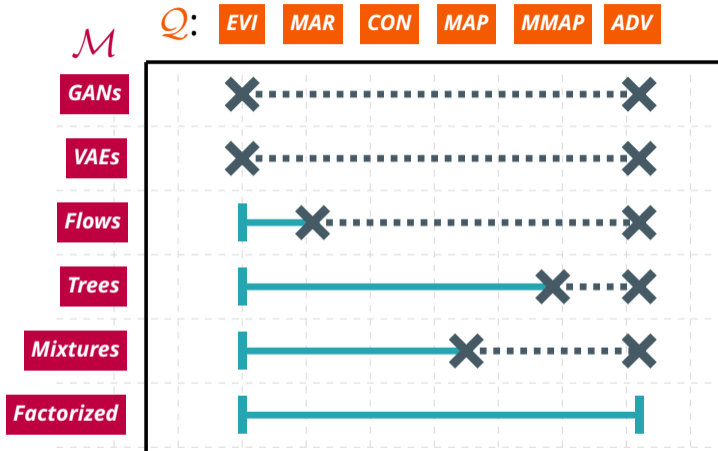 Q: EVI MAR CON MAP MMAP ADV
M
GANs
VAEs
Flows
Trees
Mixtures
Factorized